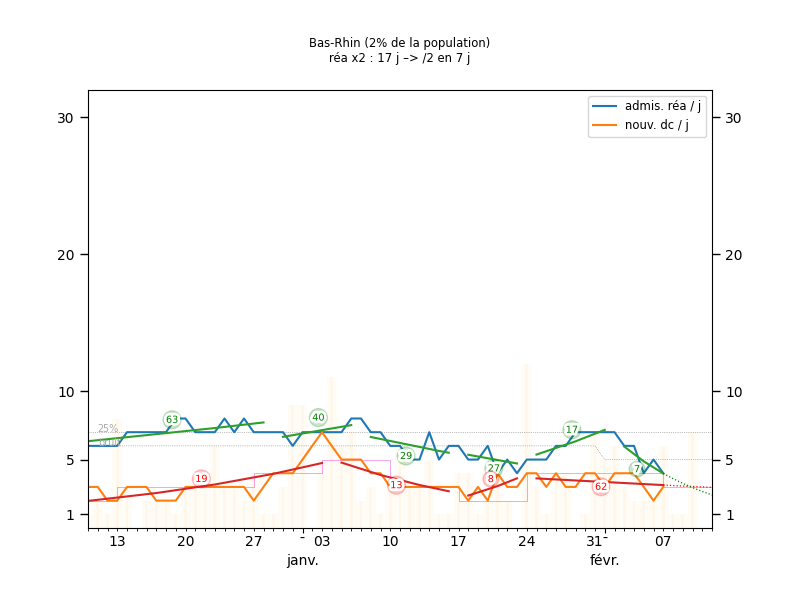 Bas-Rhin (2% de la population)
réa x2 : 17 j –> /2 en 7 j
admis. réa / j
nouv. dc / j
30 30
20 20
10 10
5 5
1 1
25%
63
40
29
27
17
7
19
13
8
62
13 20 27 - 03 10 17 24 31 - 07
janv. févr.